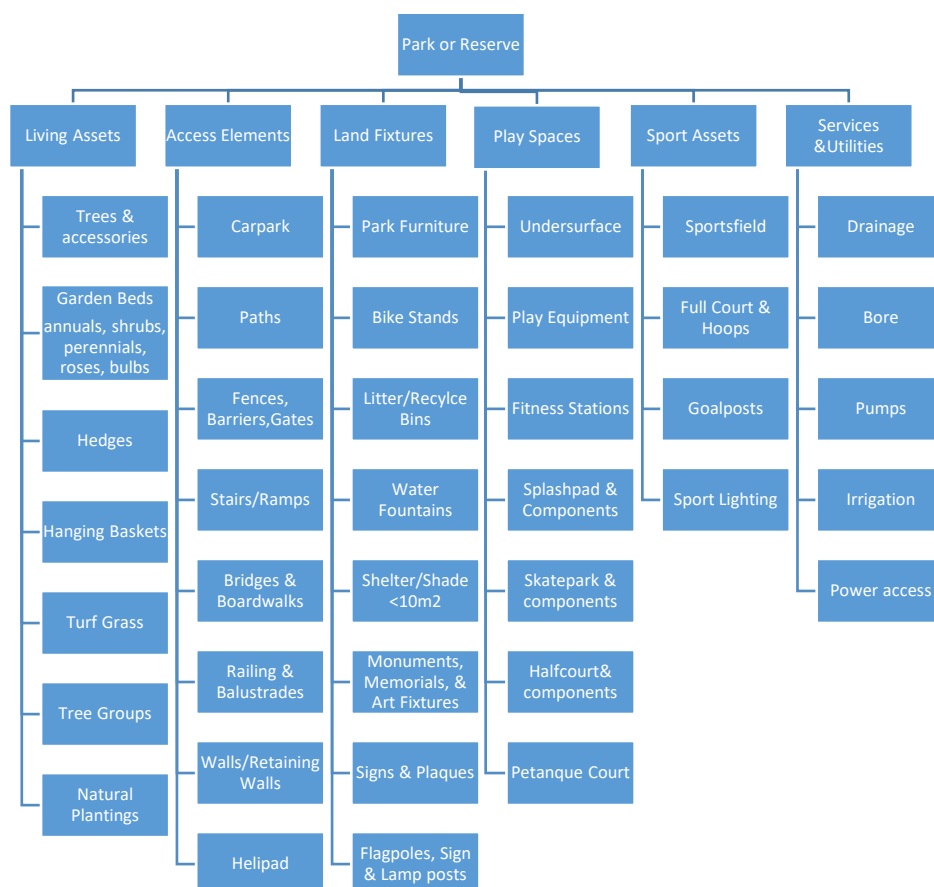 Park or Reserve
Living Assets
Access Elements
Land Fixtures
Play Spaces
Sport Assets
Services
&Utilities
Trees &
accessories
Garden Beds
annuals, shrubs,
perennials,
roses, bulbs
Hedges
Hanging Baskets
Turf Grass
Tree Groups
Natural
Plantings
Carpark
Paths
Fences,
Barriers,Gates
Stairs/Ramps
Bridges &
Boardwalks
Railing &
Balustrades
Walls/Retaining
Walls
Helipad
Park Furniture
Bike Stands
Litter/Recylce
Bins
Water
Fountains
Shelter/Shade
<10m2
Monuments,
Memorials, &
Art Fixtures
Signs & Plaques
Flagpoles, Sign
& Lamp posts
Undersurface
Play Equipment
Fitness Stations
Splashpad &
Components
Skatepark &
components
Halfcourt&
components
Petanque Court
Sportsfield
Full Court &
Hoops
Goalposts
Sport Lighting
Drainage
Bore
Pumps
Irrigation
Power access